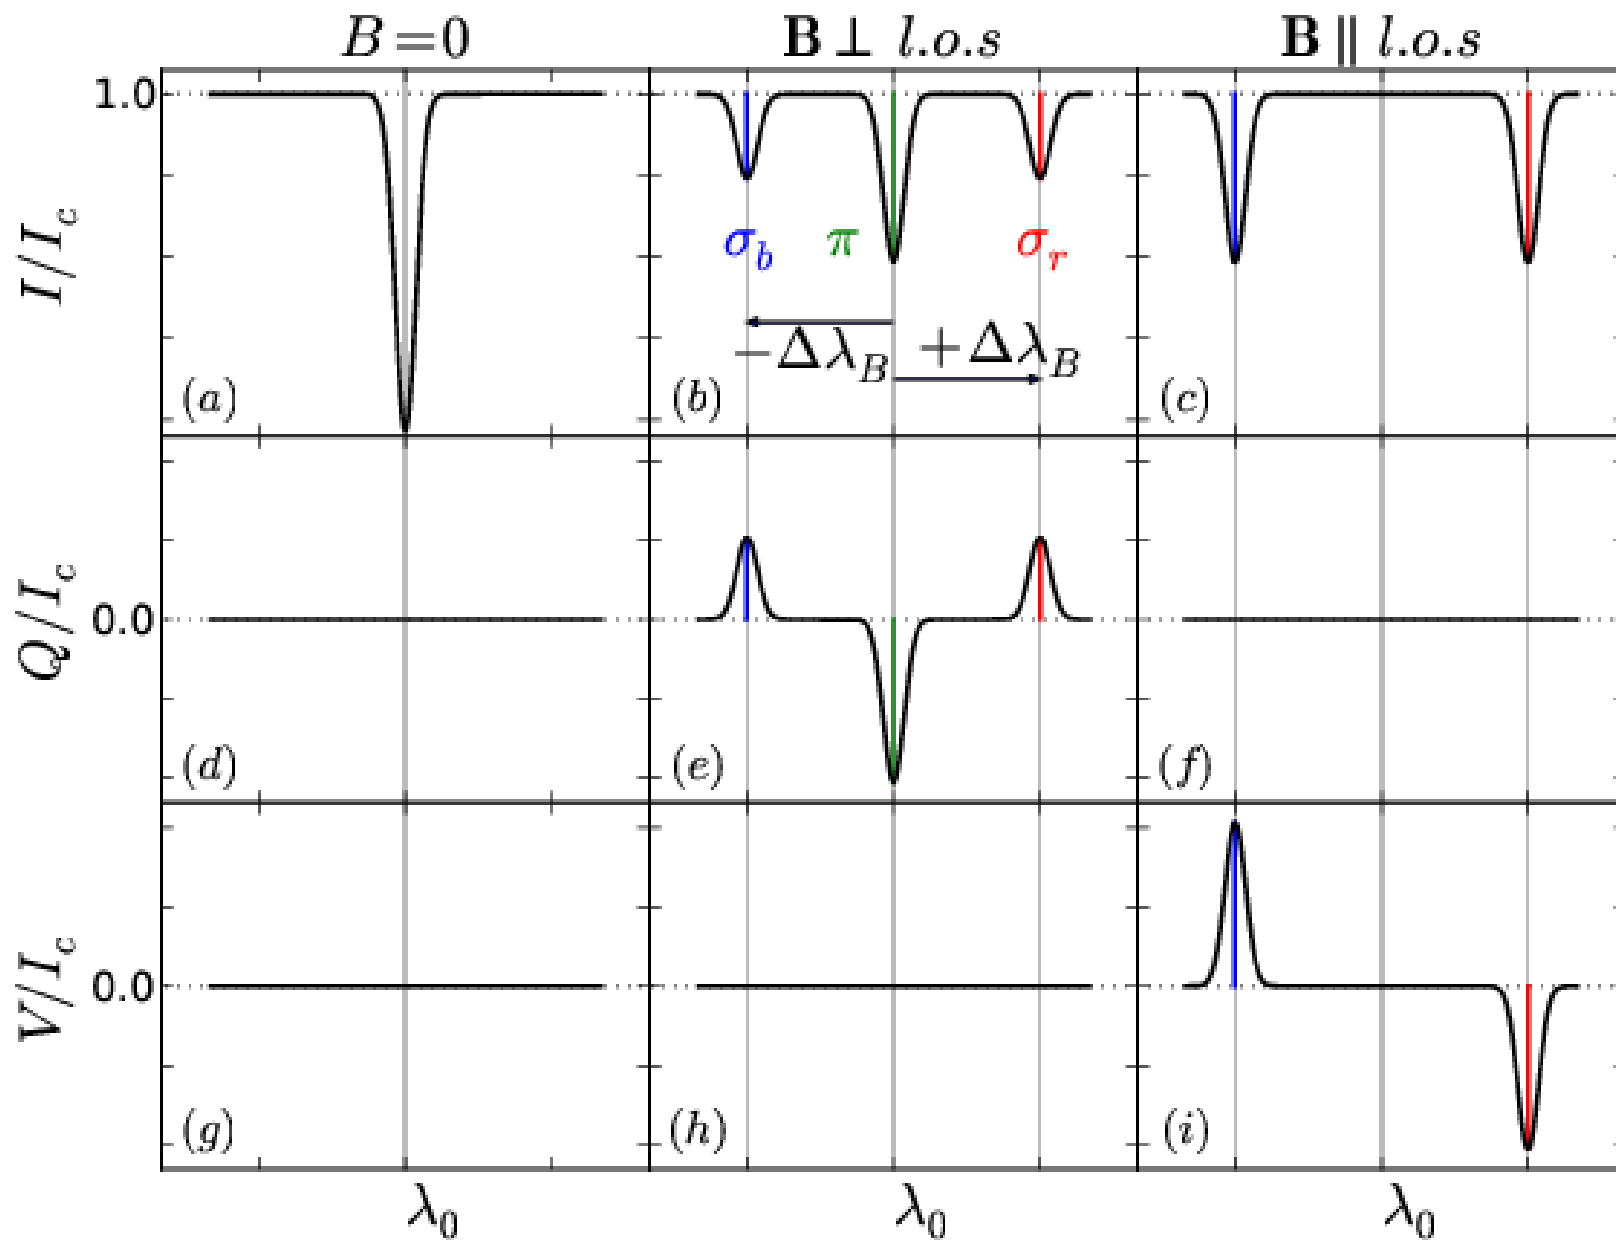 B = 0
B ⊥ l.o.s
B ∥ l.o.s
I/I_c
1.0
σ_b
π
σ_r
−Δλ_B
+Δλ_B
(a)
(b)
(c)
Q/I_c
0.0
(d)
(e)
(f)
V/I_c
0.0
(g)
(h)
(i)
λ_0
λ_0
λ_0